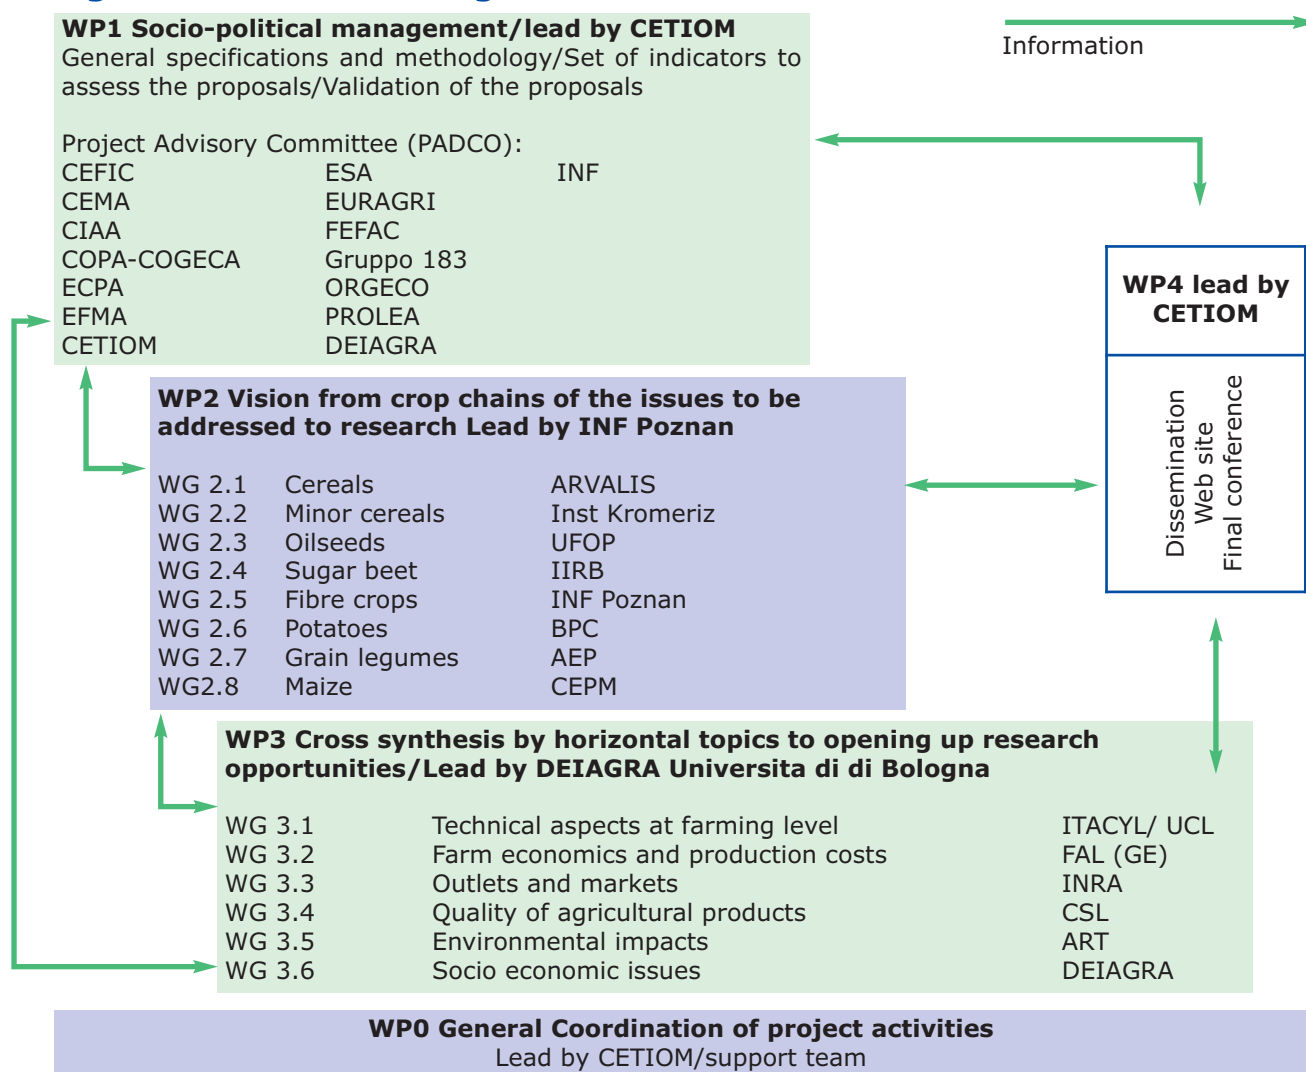 WP1 Socio-political management/lead by CETIOM
General specifications and methodology/Set of indicators to
assess the proposals/Validation of the proposals
Project Advisory Committee (PADCO):
CEFIC ESA INF
CEMA EURAGRI
CIAA FEFAC
COPA-COGECA Gruppo 183
ECPA ORGECO
EFMA PROLEA
CETIOM DEIAGRA
Information
WP4 lead by
CETIOM
Dissemination
Web site
Final conference
WP2 Vision from crop chains of the issues to be
addressed to research Lead by INF Poznan
WG 2.1 Cereals ARVALIS
WG 2.2 Minor cereals Inst Kromeriz
WG 2.3 Oilseeds UFOP
WG 2.4 Sugar beet IIRB
WG 2.5 Fibre crops INF Poznan
WG 2.6 Potatoes BPC
WG 2.7 Grain legumes AEP
WG2.8 Maize CEPM
WP3 Cross synthesis by horizontal topics to opening up research
opportunities/Lead by DEIAGRA Universita di di Bologna
WG 3.1 Technical aspects at farming level ITACYL/ UCL
WG 3.2 Farm economics and production costs FAL (GE)
WG 3.3 Outlets and markets INRA
WG 3.4 Quality of agricultural products CSL
WG 3.5 Environmental impacts ART
WG 3.6 Socio economic issues DEIAGRA
WP0 General Coordination of project activities
Lead by CETIOM/support team